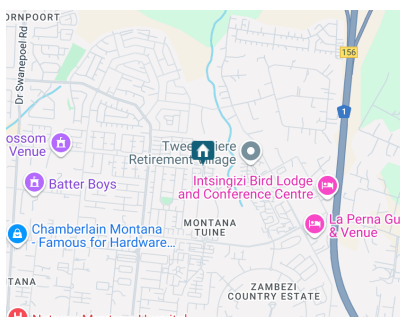 ORNPOORT
Dr Swanepoel Rd
156
1
ossom
Venue
Retirement Village
Batter Boys
Intsingizi Bird Lodge
and Conference Centre
La Perna Gu
& Venue
Chamberlain Montana
- Famous for Hardware...
MONTANA
TUINE
TANA
ZAMBEZI
COUNTRY ESTATE